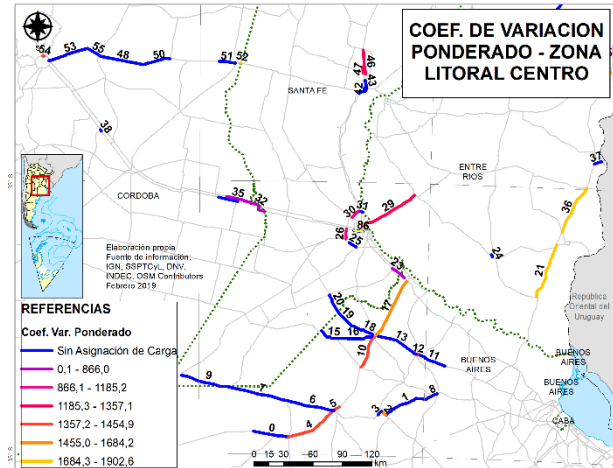 COEF. DE VARIACION
PONDERADO - ZONA
LITORAL CENTRO
54
53
55
48
50
51
52
47
46
42
43
SANTA FE
38
37
ENTRE
RIOS
CORDOBA
35
32
30
31
29
36
26
86
25
24
23
21
Elaboración propia
Fuente de información:
IGN, SSPTCyL, DNV,
INDEC, OSM Contributors
Febrero 2019
República
Oriental del
Uruguay
20
19
17
15
16
18
13
12
11
10
BUENOS
AIRES
BUENOS
AIRES
BUENOS
AIRES
CABA
9
7
6
5
8
1
3
2
0
4
REFERENCIAS
Coef. Var. Ponderado
Sin Asignación de Carga
0,1 - 866,0
866,1 - 1185,2
1185,3 - 1357,1
1357,2 - 1454,9
1455,0 - 1684,2
1684,3 - 1902,6
0 15 30 60 90 120
km